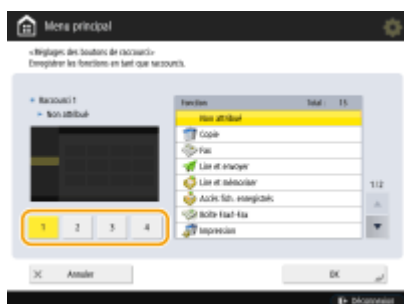 Menu principal
<Réglages des boutons de raccourci>
Enregistrer les fonctions en tant que raccourcis.
Raccourci 1
Non attribué
Fonction Total : 15
Non attribué
Copie
Fax
Lire et envoyer
Lire et mémoriser
Accès fich. enregistrés
Boîte Fax/I-Fax
Impression
1/2
1 2 3 4
Annuler
OK
Déconnexion